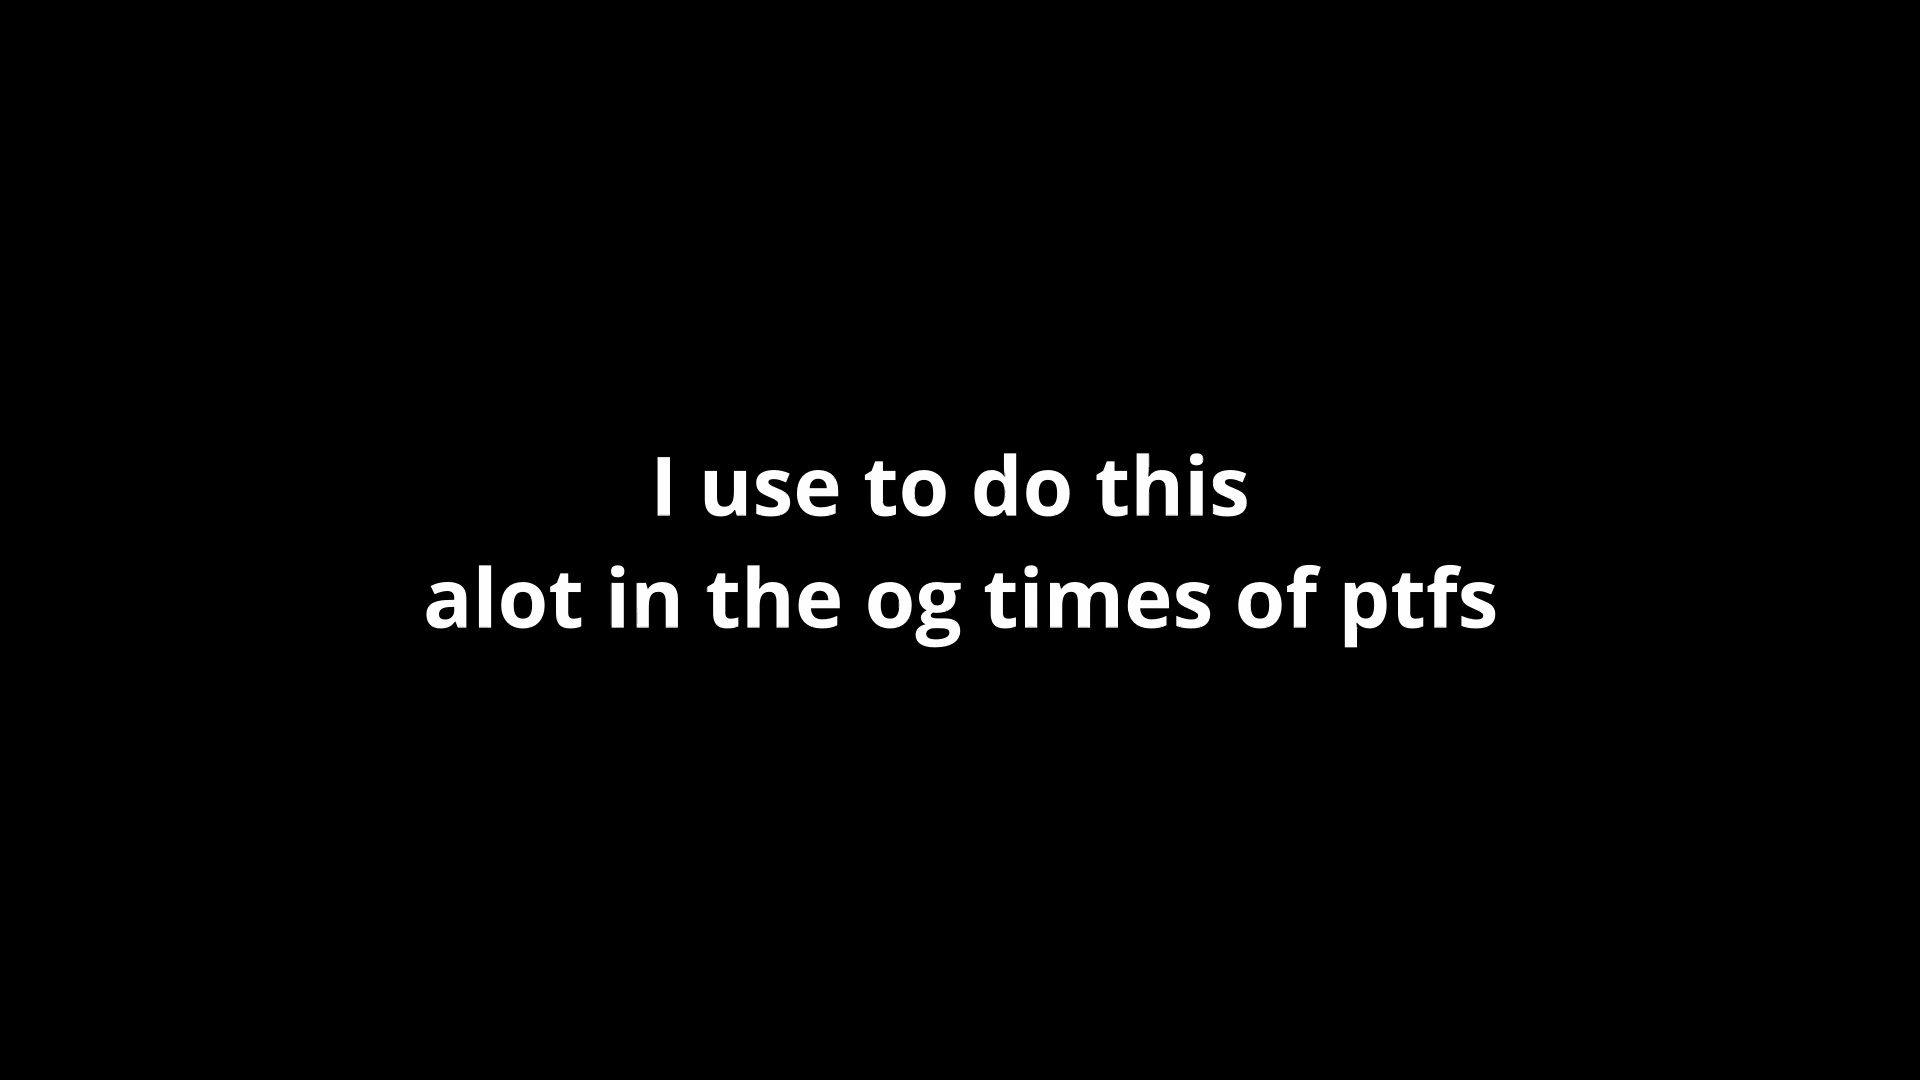 I use to do this
alot in the og times of ptfs